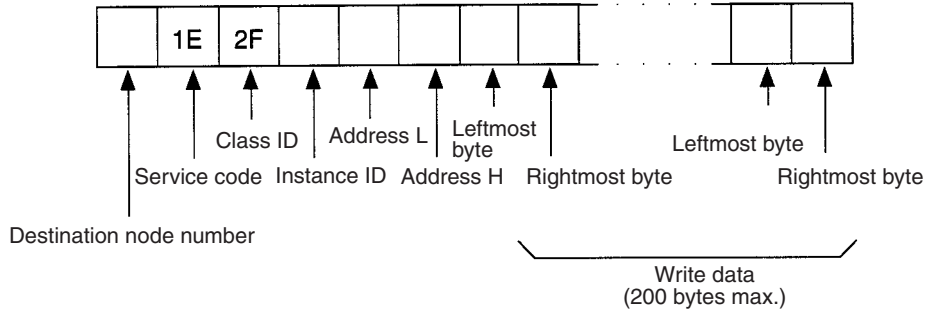 1E 2F
Class ID Address L Leftmost
byte Leftmost byte
Service code Instance ID Address H Rightmost byte Rightmost byte
Destination node number
Write data
(200 bytes max.)